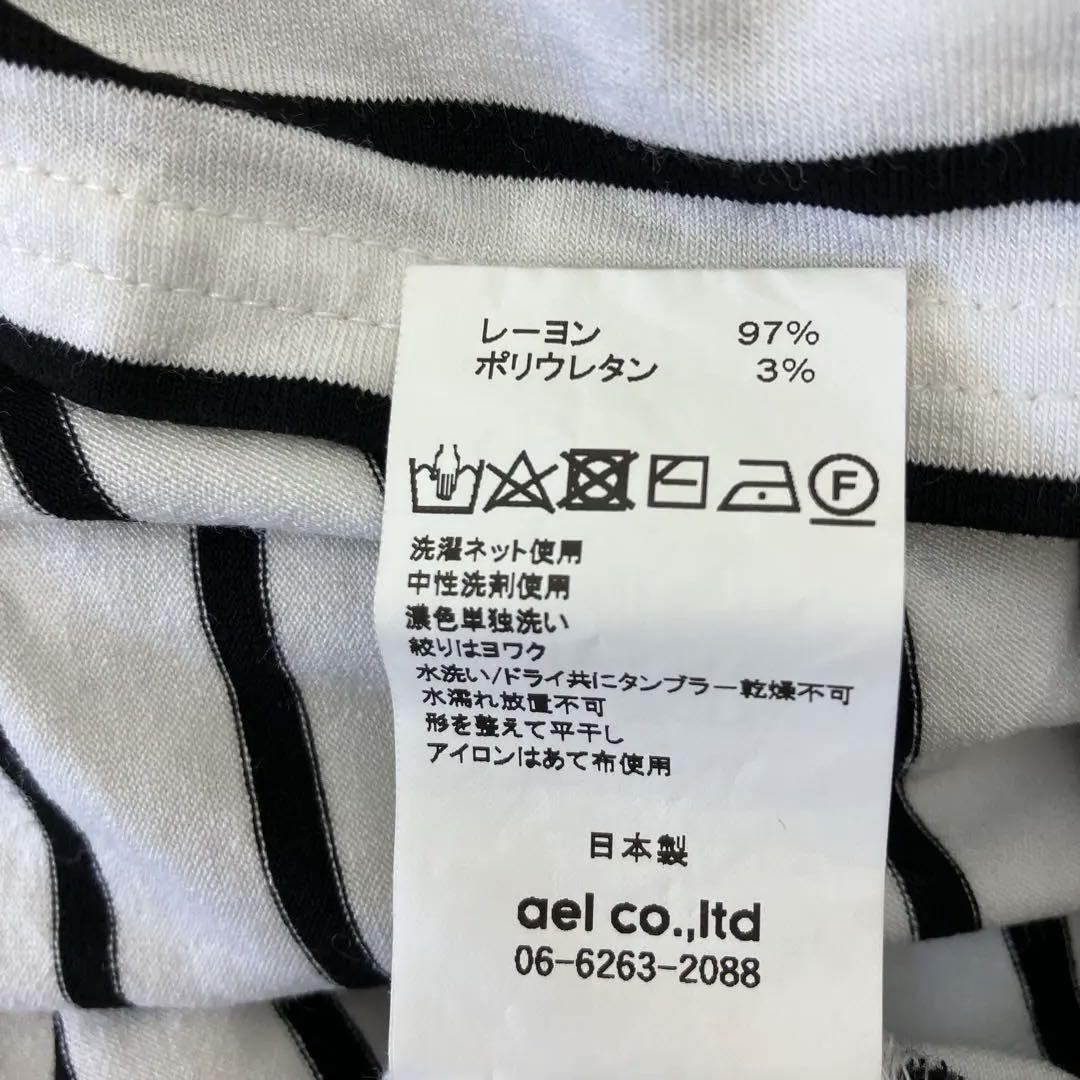 レーヨン 97%
ポリウレタン 3%
F
洗濯ネット使用
中性洗剤使用
濃色単独洗い
絞りはヨワク
水洗い/ドライ共にタンブラー乾燥不可
水濡れ放置不可
形を整えて平干し
アイロンはあて布使用
日本製
ael co.,ltd
06-6263-2088